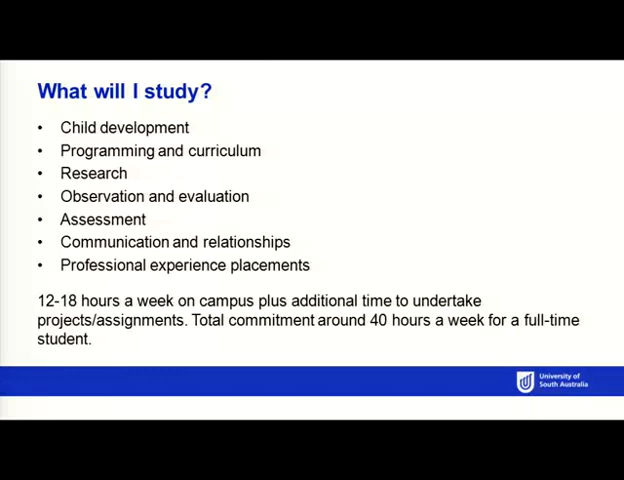 What will I study?
• Child development
• Programming and curriculum
• Research
• Observation and evaluation
• Assessment
• Communication and relationships
• Professional experience placements
12-18 hours a week on campus plus additional time to undertake
projects/assignments. Total commitment around 40 hours a week for a full-time
student.
University of
South Australia